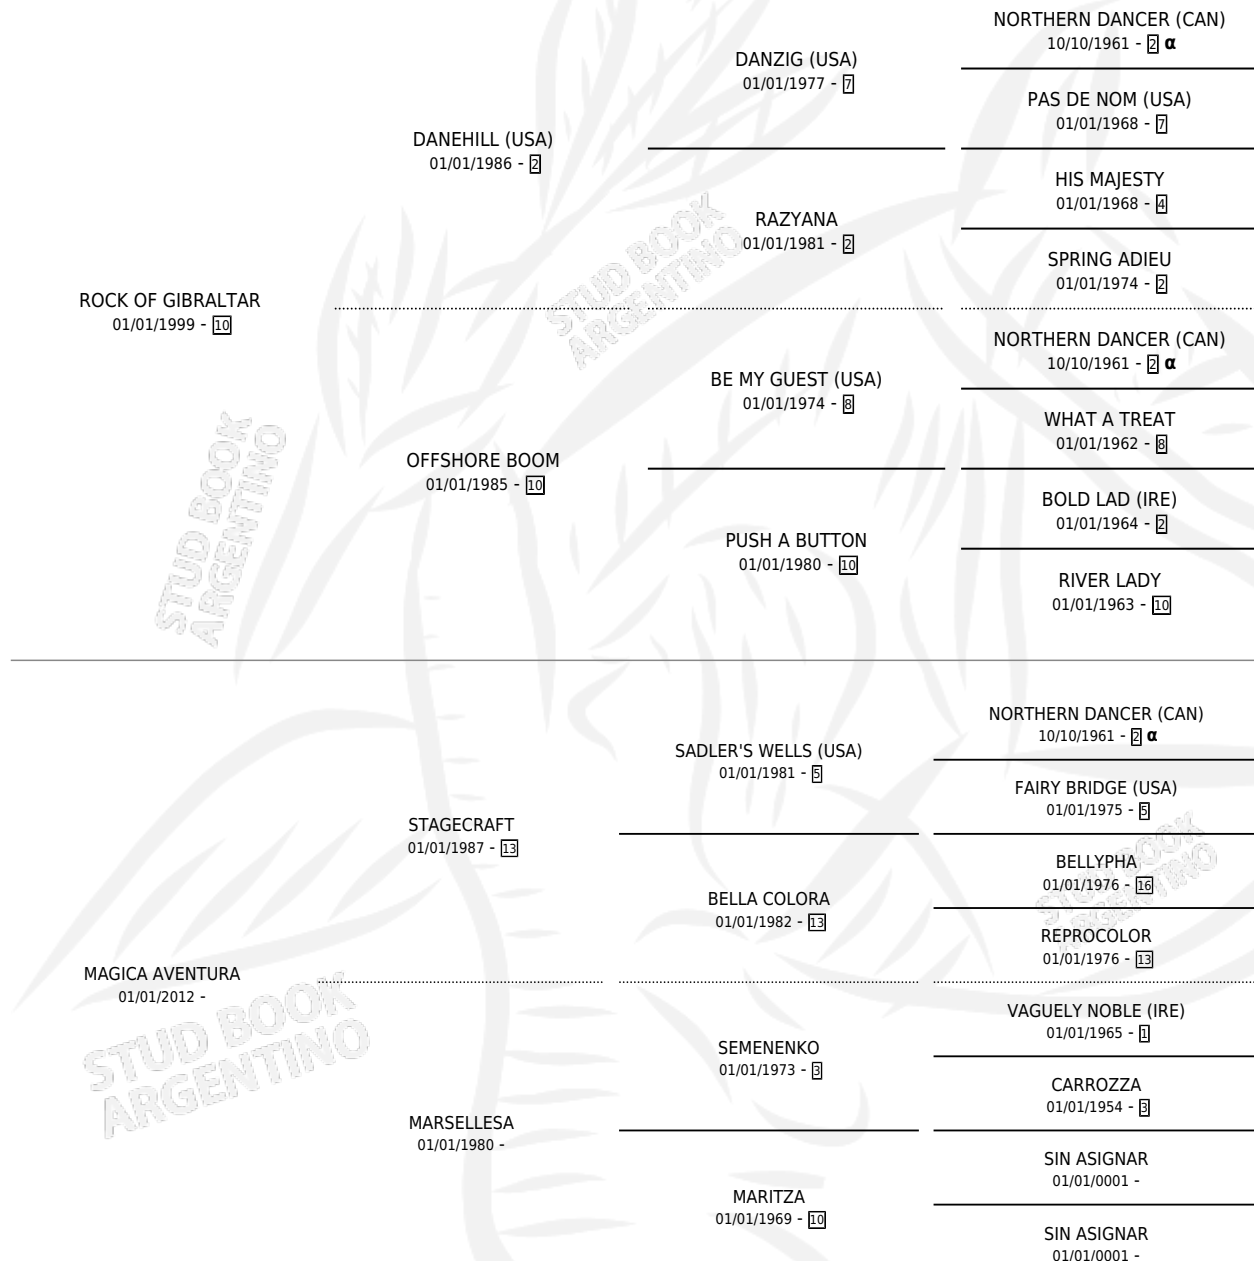 NORTHERN DANCER (CAN)
10/10/1961 - 2 α
DANZIG (USA)
01/01/1977 - 7
PAS DE NOM (USA)
01/01/1968 - 7
DANEHILL (USA)
01/01/1986 - 2
HIS MAJESTY
01/01/1968 - 4
RAZYANA
01/01/1981 - 2
SPRING ADIEU
01/01/1974 - 2
ROCK OF GIBRALTAR
01/01/1999 - 10
NORTHERN DANCER (CAN)
10/10/1961 - 2 α
BE MY GUEST (USA)
01/01/1974 - 8
WHAT A TREAT
01/01/1962 - 8
OFFSHORE BOOM
01/01/1985 - 10
BOLD LAD (IRE)
01/01/1964 - 2
PUSH A BUTTON
01/01/1980 - 10
RIVER LADY
01/01/1963 - 10
NORTHERN DANCER (CAN)
10/10/1961 - 2 α
SADLER'S WELLS (USA)
01/01/1981 - 5
FAIRY BRIDGE (USA)
01/01/1975 - 5
STAGECRAFT
01/01/1987 - 13
BELLYPHA
01/01/1976 - 16
BELLA COLORA
01/01/1982 - 13
REPROCOLOR
01/01/1976 - 13
MAGICA AVENTURA
01/01/2012 -
VAGUELY NOBLE (IRE)
01/01/1965 - 1
SEMENENKO
01/01/1973 - 3
CARROZZA
01/01/1954 - 3
MARSELLESA
01/01/1980 -
SIN ASIGNAR
01/01/0001 -
MARITZA
01/01/1969 - 10
SIN ASIGNAR
01/01/0001 -
STUD BOOK
ARGENTINO
STUD BOOK
ARGENTINO
STUD BOOK
ARGENTINO
STUD BOOK
ARGENTINO